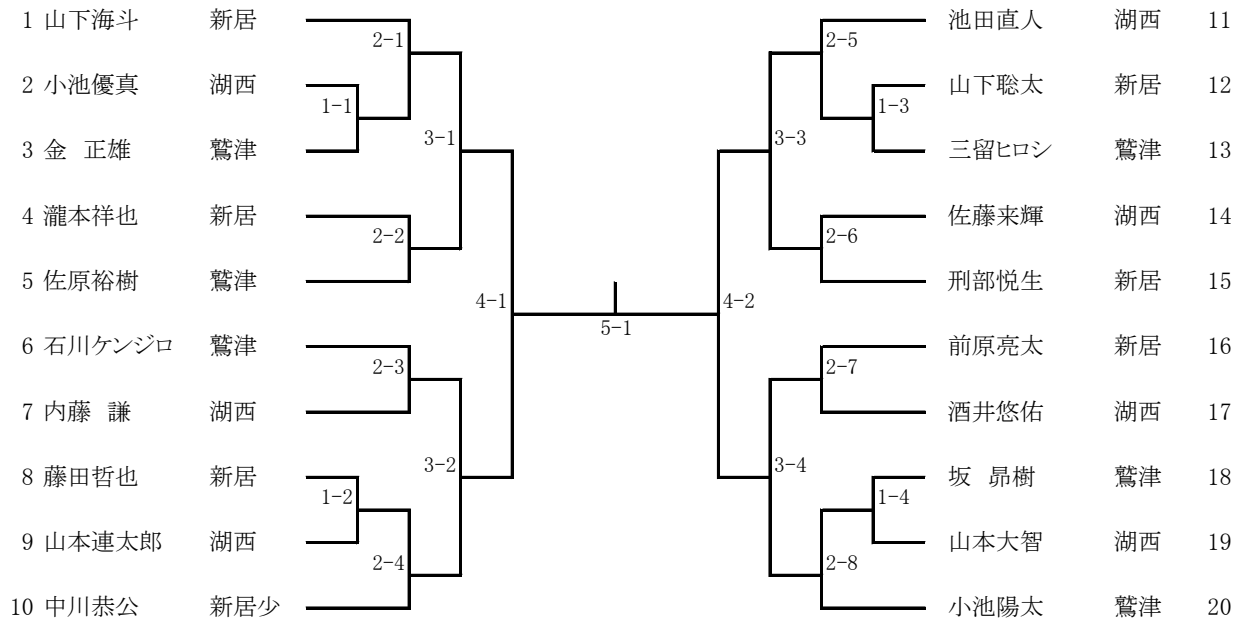 1 山下海斗 新居
2-1
2 小池優真 湖西
1-1
3 金 正雄 鷲津
3-1
4 瀧本祥也 新居
2-2
5 佐原裕樹 鷲津
4-1
6 石川ケンジロ 鷲津
2-3
7 内藤 謙 湖西
3-2
8 藤田哲也 新居
1-2
9 山本連太郎 湖西
2-4
10 中川恭公 新居少
5-1
池田直人 湖西 11
2-5
山下聡太 新居 12
1-3
三留ヒロシ 鷲津 13
3-3
佐藤来輝 湖西 14
2-6
刑部悦生 新居 15
4-2
前原亮太 新居 16
2-7
酒井悠佑 湖西 17
3-4
坂 昴樹 鷲津 18
1-4
山本大智 湖西 19
2-8
小池陽太 鷲津 20